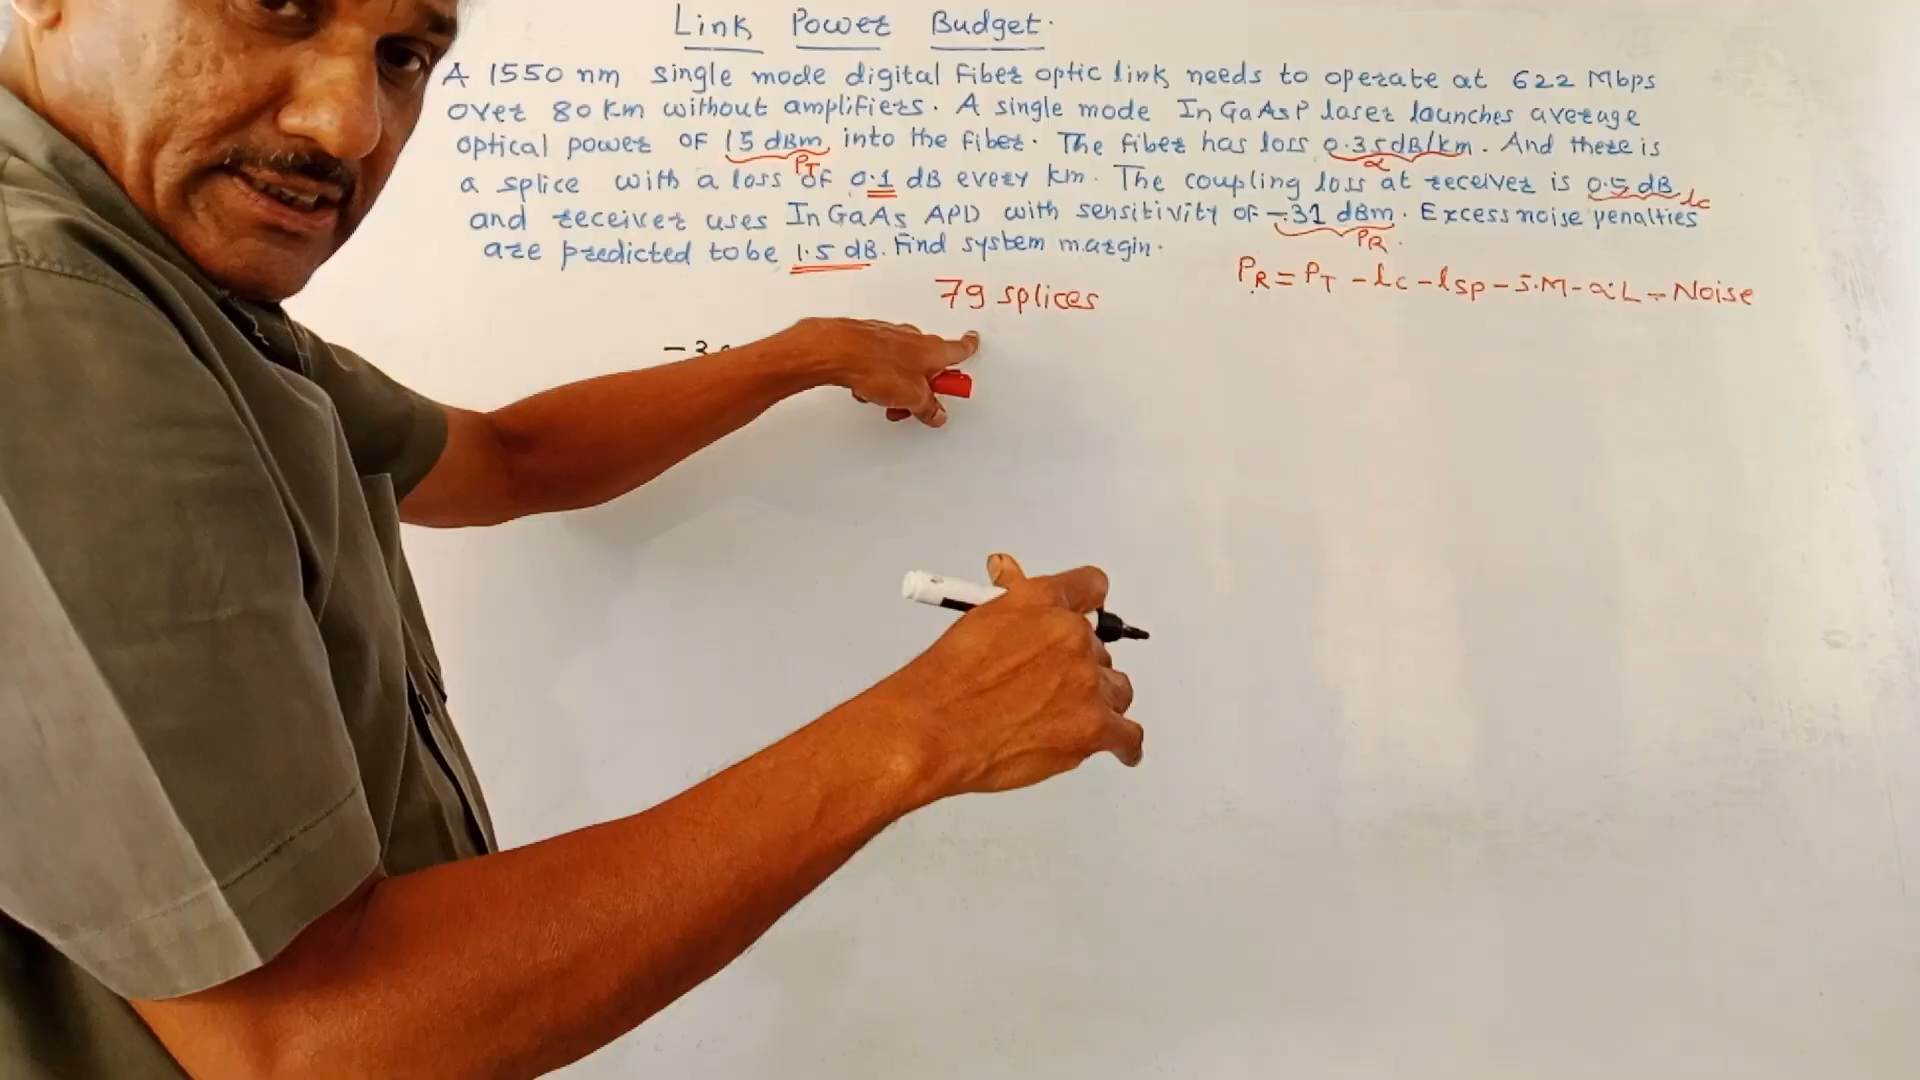 Link Power Budget.
A 1550 nm single mode digital fiber optic link needs to operate at 622 Mbps
over 80 km without amplifiers. A single mode InGaAsP laser launches average
optical power of 15 dBm into the fiber. The fiber has loss 0.35dB/km. And there is
PT α
a splice with a loss of 0.1 dB every km. The coupling loss at receiver is 0.5 dB
lc
and receiver uses InGaAs APD with sensitivity of -31 dBm. Excess noise penalties
PR.
are predicted to be 1.5 dB. Find system margin.
PR = PT - lc - lsp - S.M - αL - Noise
79 splices
-3